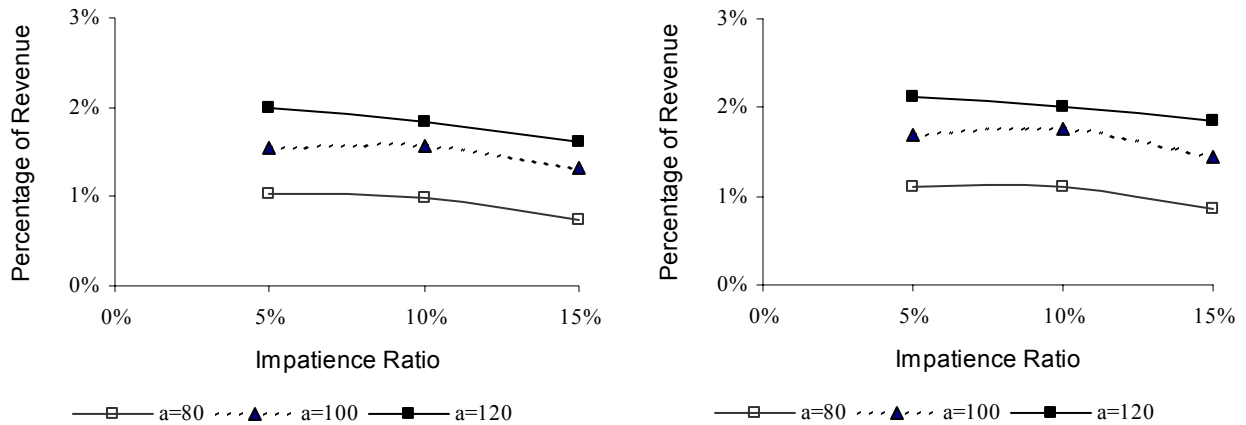 Percentage of Revenue
3%
2%
1%
0%
0%
5%
10%
15%
Impatience Ratio
a=80
a=100
a=120
Percentage of Revenue
3%
2%
1%
0%
0%
5%
10%
15%
Impatience Ratio
a=80
a=100
a=120